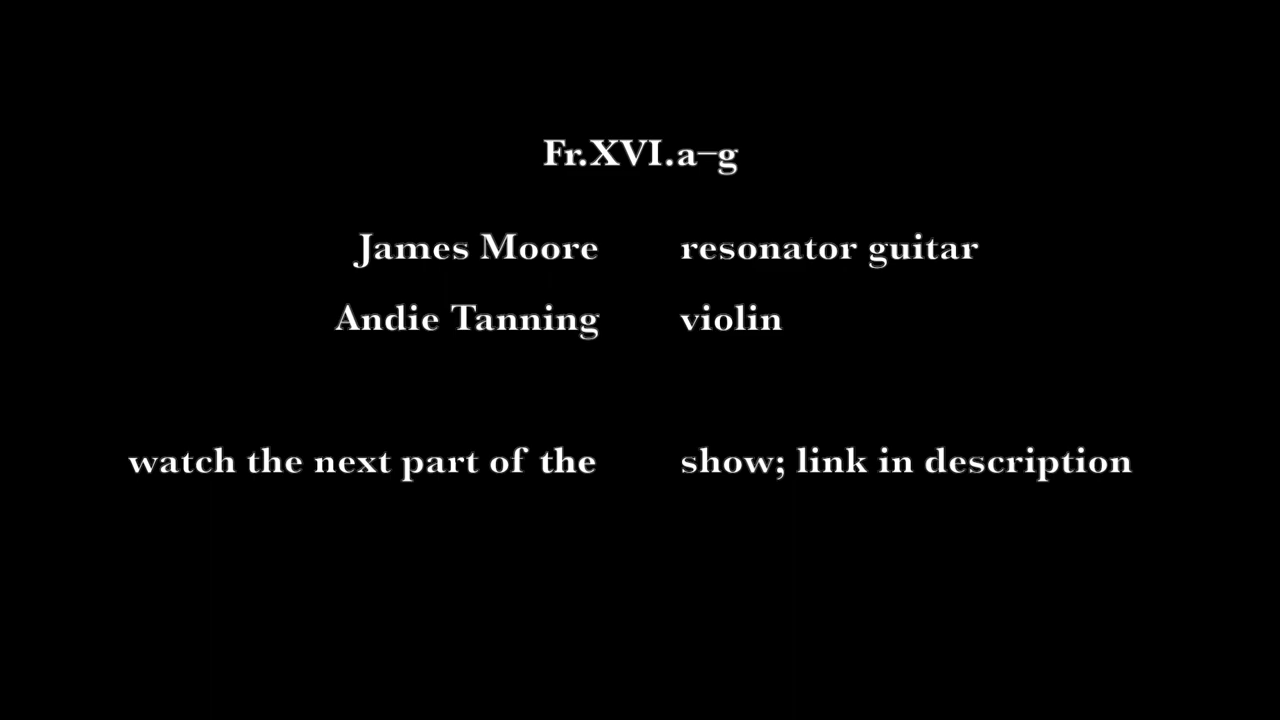 Fr.XVI.a–g
James Moore resonator guitar
Andie Tanning violin
watch the next part of the show; link in description